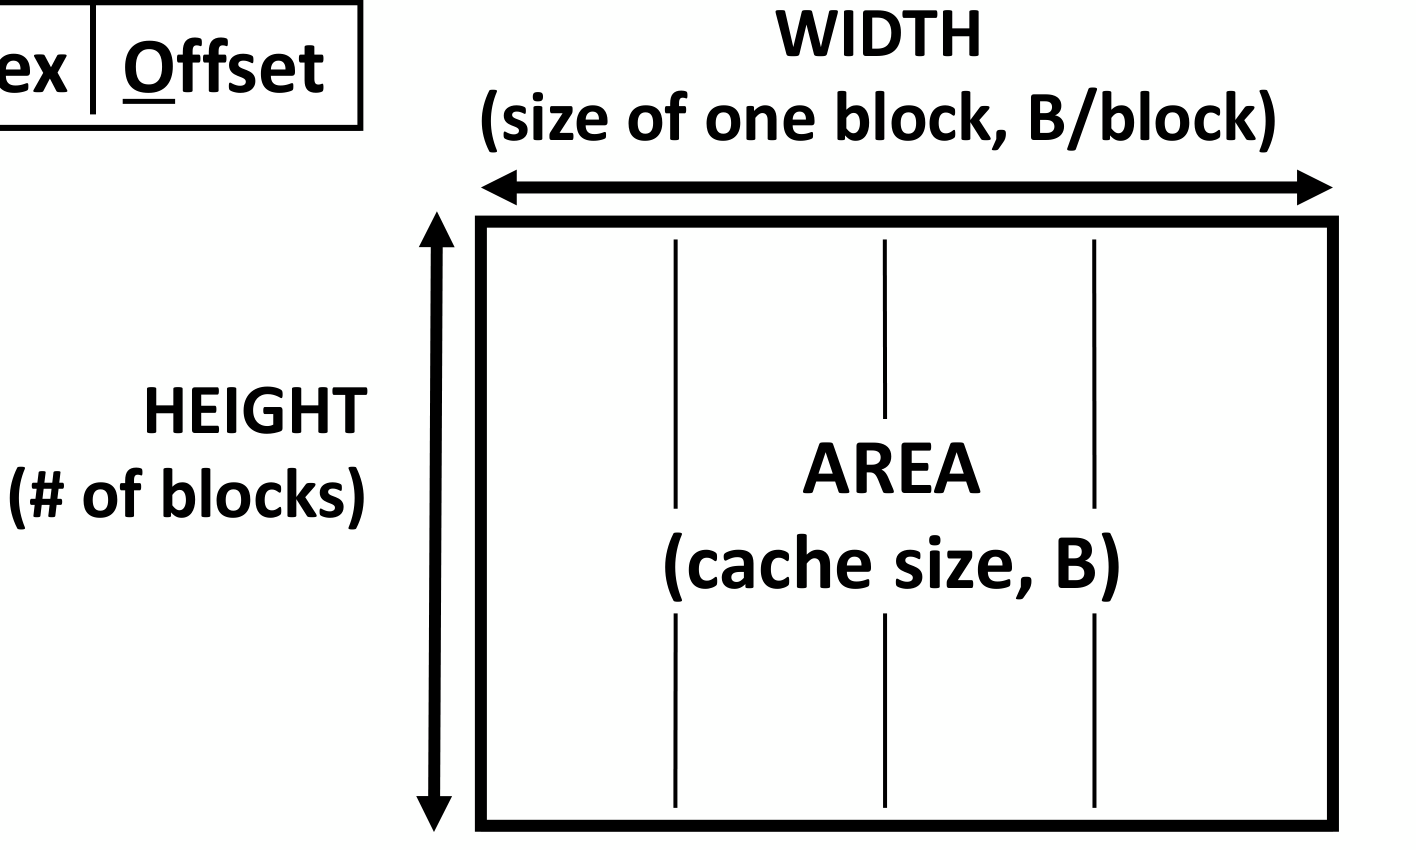 ex Offset
WIDTH
(size of one block, B/block)
HEIGHT
(# of blocks)
AREA
(cache size, B)